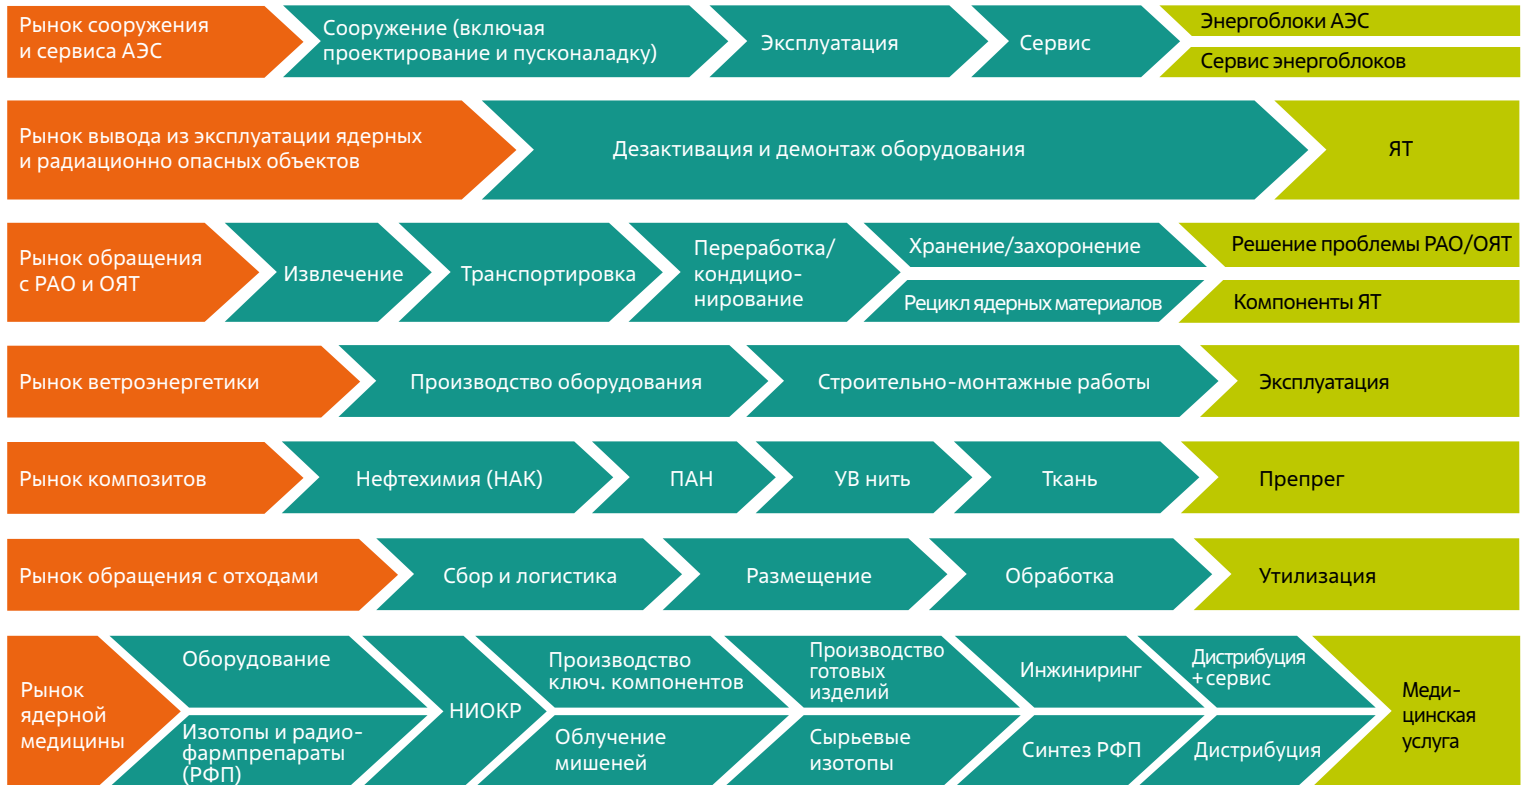 Рынок сооружения
и сервиса АЭС
Сооружение (включая
проектирование и пусконаладку)
Эксплуатация
Сервис
Энергоблоки АЭС
Сервис энергоблоков
Рынок вывода из эксплуатации ядерных
и радиационно опасных объектов
Дезактивация и демонтаж оборудования
ЯТ
Рынок обращения
с РАО и ОЯТ
Извлечение
Транспортировка
Переработка/
кондицио-
нирование
Хранение/захоронение
Рецикл ядерных материалов
Решение проблемы РАО/ОЯТ
Компоненты ЯТ
Рынок ветроэнергетики
Производство оборудования
Строительно-монтажные работы
Эксплуатация
Рынок композитов
Нефтехимия (НАК)
ПАН
УВ нить
Ткань
Препрег
Рынок обращения с отходами
Сбор и логистика
Размещение
Обработка
Утилизация
Рынок
ядерной
медицины
Оборудование
Изотопы и радио-
фармпрепараты
(РФП)
НИОКР
Производство
ключ. компонентов
Облучение
мишеней
Производство
готовых
изделий
Сырьевые
изотопы
Инжиниринг
Синтез РФП
Дистрибуция
+ сервис
Дистрибуция
Меди-
цинская
услуга